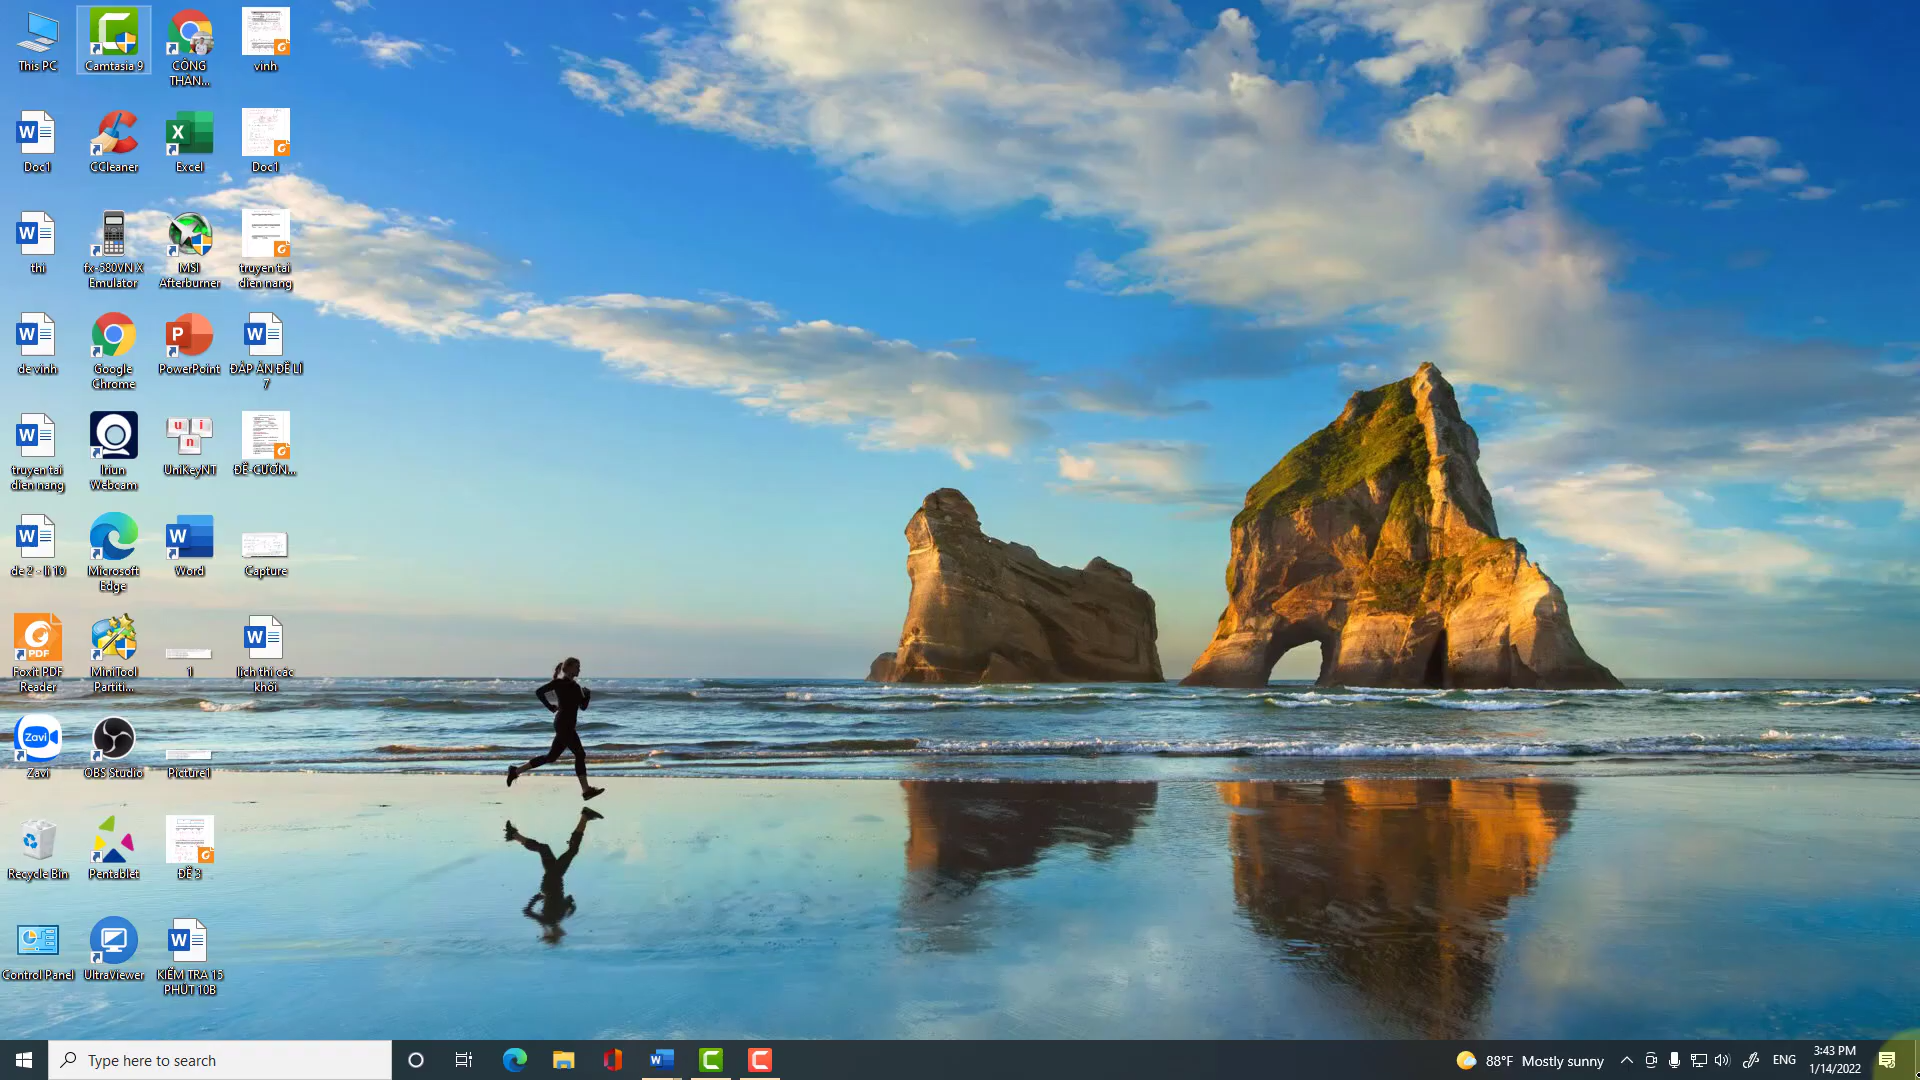 This PC
Camtasia 9
CÔNG
THÀN...
vinh
Doc1
CCleaner
Excel
Doc1
thi
fx-580VN X
Emulator
MSI
Afterburner
truyen tai
dien nang
de vinh
Google
Chrome
PowerPoint
ĐÁP ÁN ĐỀ LÍ
7
truyen tai
dien nang
Iriun
Webcam
UniKeyNT
ĐỀ-CƯƠN...
de 2 - li 10
Microsoft
Edge
Word
Capture
Foxit PDF
Reader
MiniTool
Partiti...
1
lich thi các
khối
Zavi
OBS Studio
Picture1
Recycle Bin
Pentablet
ĐỀ 3
Control Panel
UltraViewer
KIỂM TRA 15
PHÚT 10B
Type here to search
88°F Mostly sunny
ENG
3:43 PM
1/14/2022